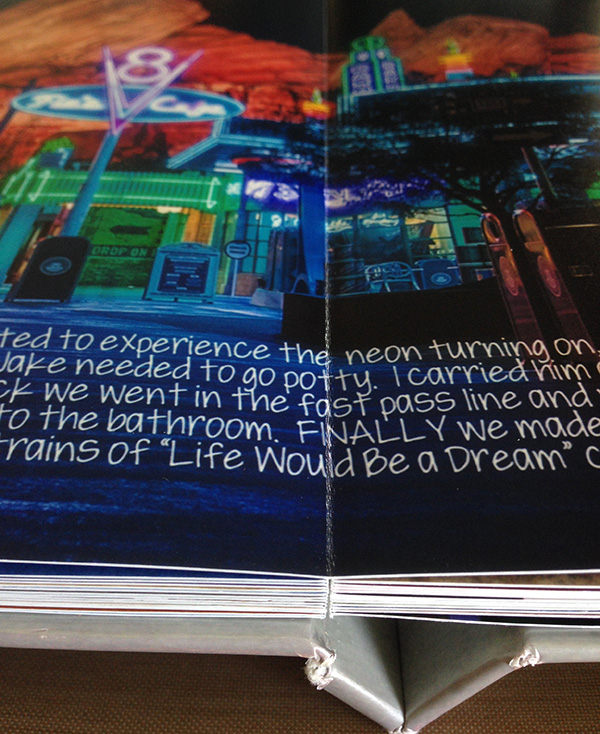 8
Flo's V Cafe
DROP ON
ted to experience the neon turning on,
Jake needed to go potty. I carried him
ck we went in the fast pass line and
to the bathroom. FINALLY we made
trains of "Life Would Be a Dream" c